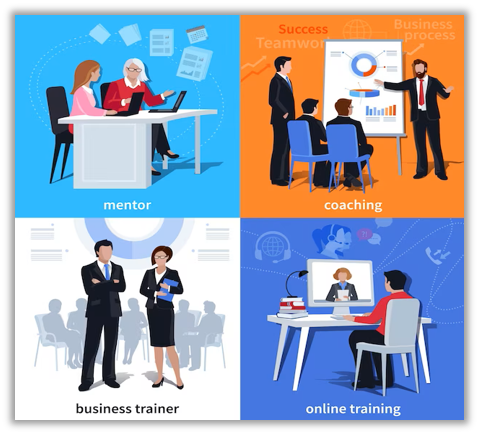 Success
Teamwork
Business
process
mentor
coaching
business trainer
online training